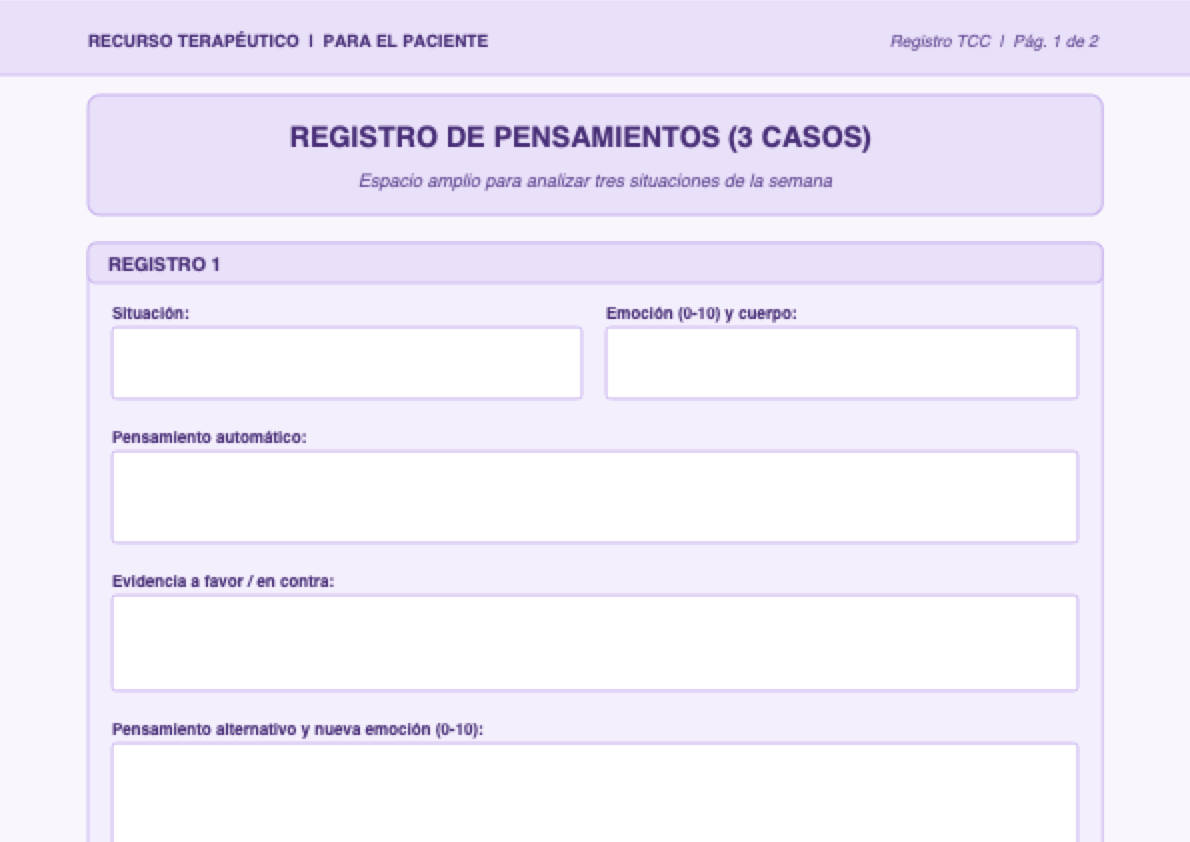 RECURSO TERAPÉUTICO | PARA EL PACIENTE
Registro TCC | Pág. 1 de 2
REGISTRO DE PENSAMIENTOS (3 CASOS)
Espacio amplio para analizar tres situaciones de la semana
REGISTRO 1
Situación:
Emoción (0-10) y cuerpo:
Pensamiento automático:
Evidencia a favor / en contra:
Pensamiento alternativo y nueva emoción (0-10):